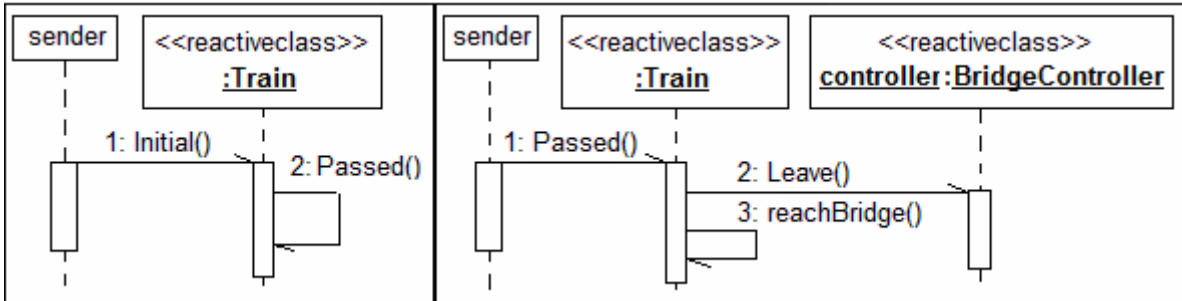 sender
<<reactiveclass>>
:Train
1: Initial()
2: Passed()
sender
<<reactiveclass>>
:Train
<<reactiveclass>>
controller:BridgeController
1: Passed()
2: Leave()
3: reachBridge()